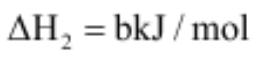 ΔH₂ = bkJ / mol